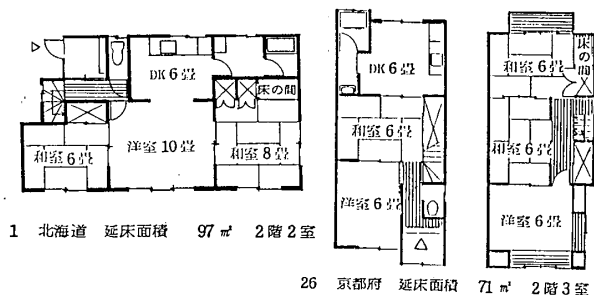 DK 6畳
床の間
和室 6畳
洋室 10畳
和室 8畳
1 北海道 延床面積 97㎡ 2階2室
DK 6畳
和室 6畳
洋室 6畳
床の間
和室 6畳
和室 6畳
洋室 6畳
26 京都府 延床面積 71㎡ 2階3室